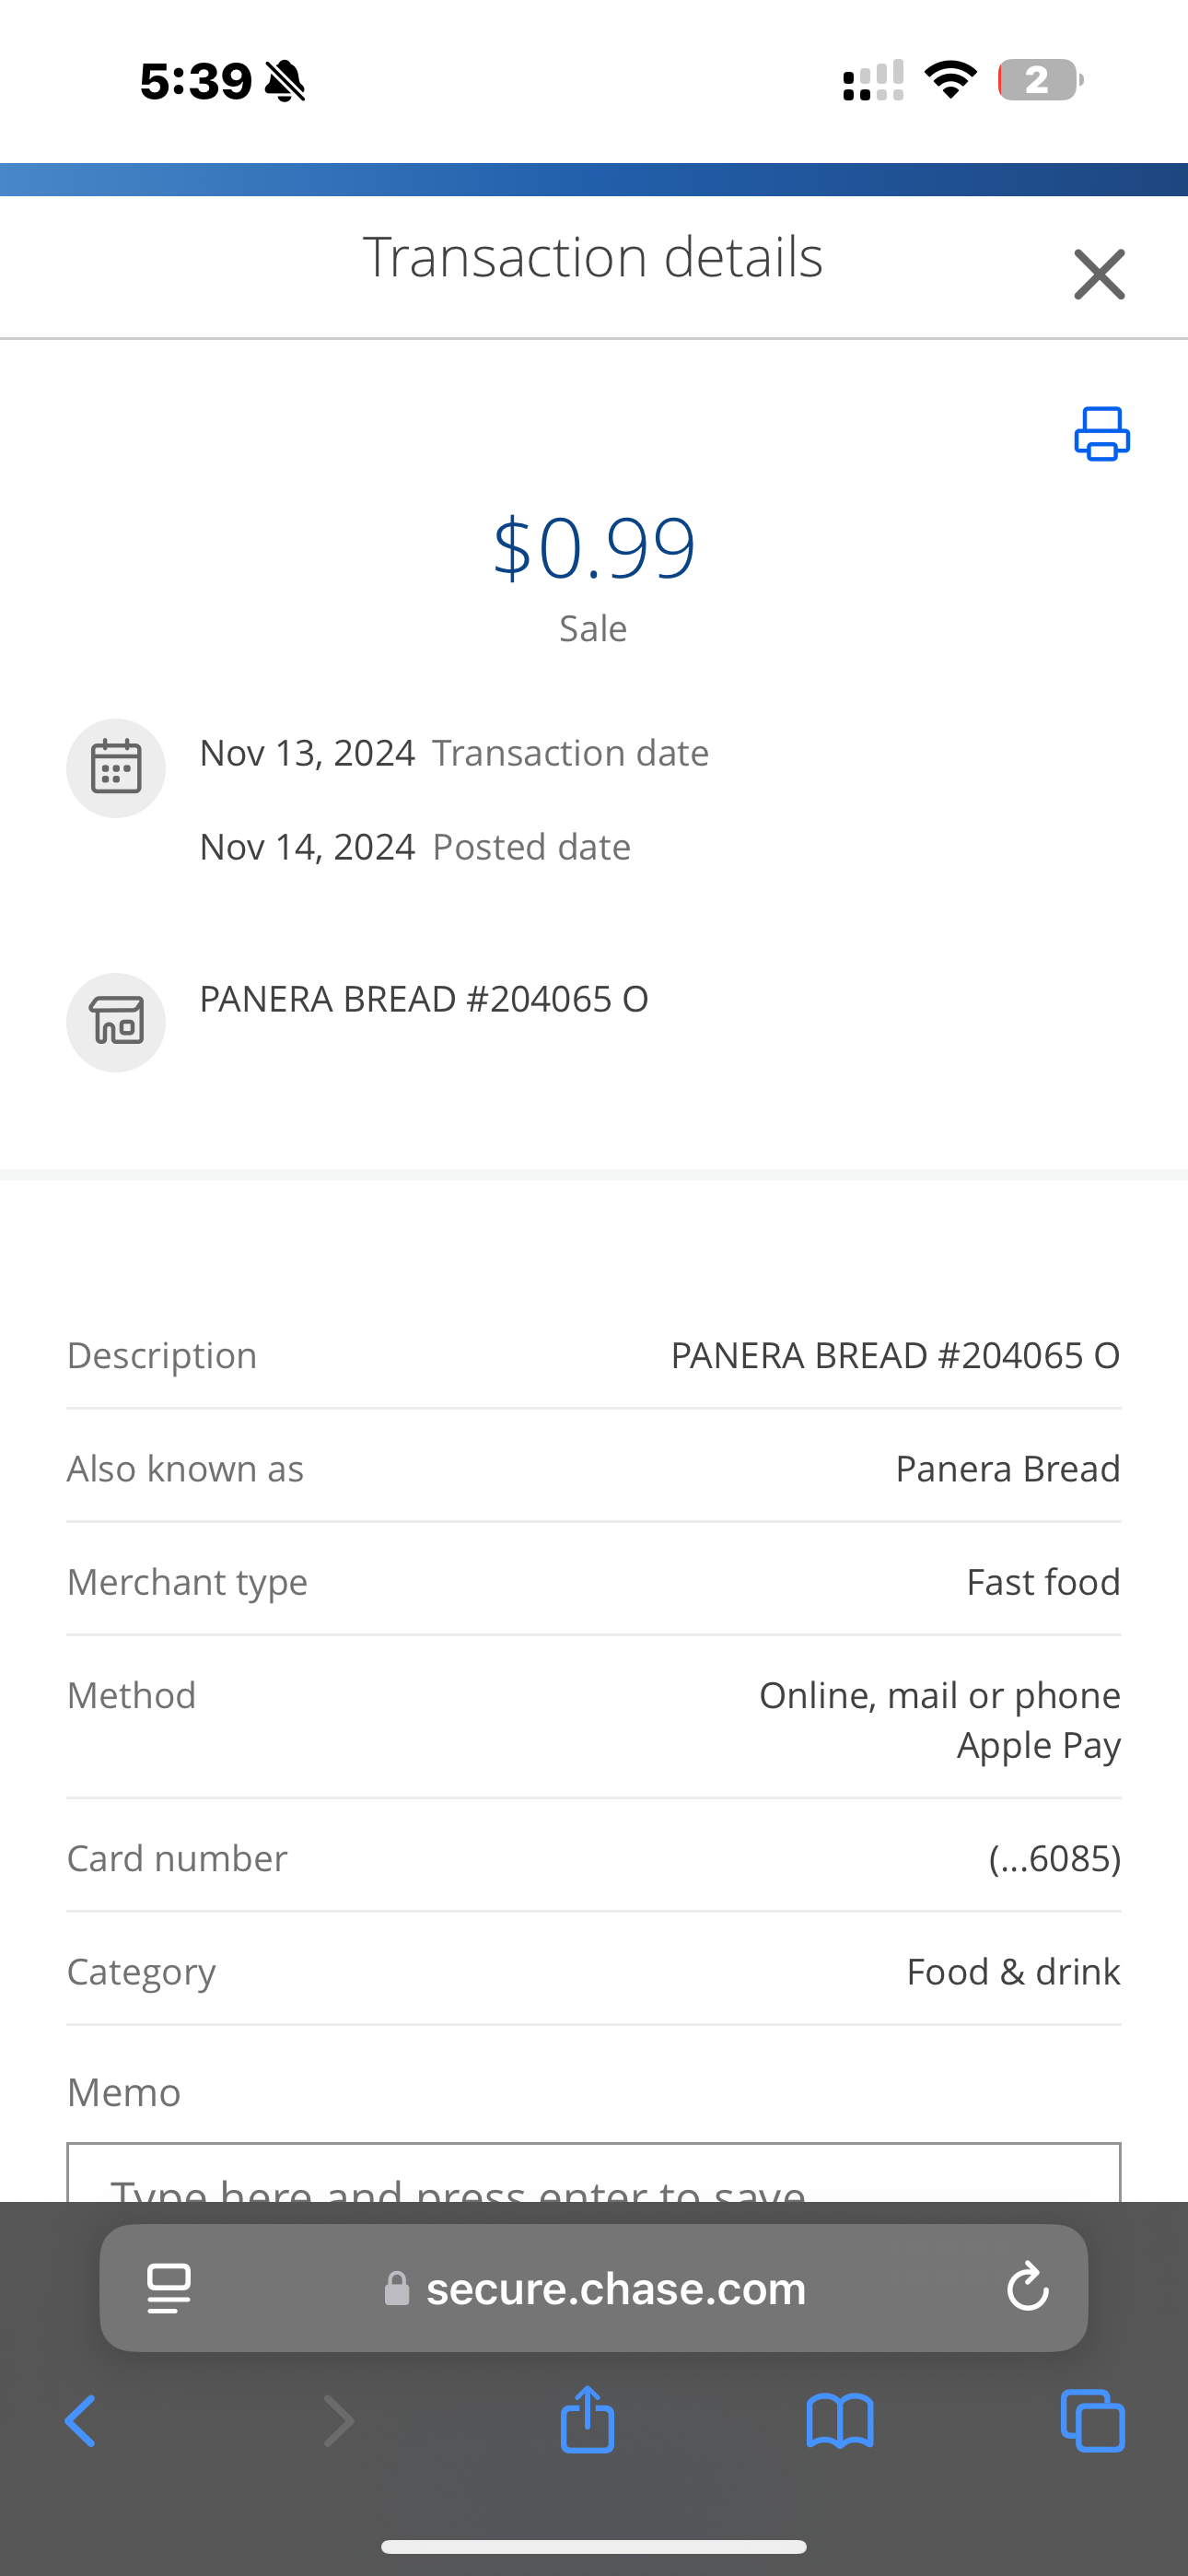 5:39
2
Transaction details
$0.99
Sale
Nov 13, 2024 Transaction date
Nov 14, 2024 Posted date
PANERA BREAD #204065 O
Description PANERA BREAD #204065 O
Also known as Panera Bread
Merchant type Fast food
Method Online, mail or phone
Apple Pay
Card number (...6085)
Category Food & drink
Memo
Type here and press enter to save
secure.chase.com